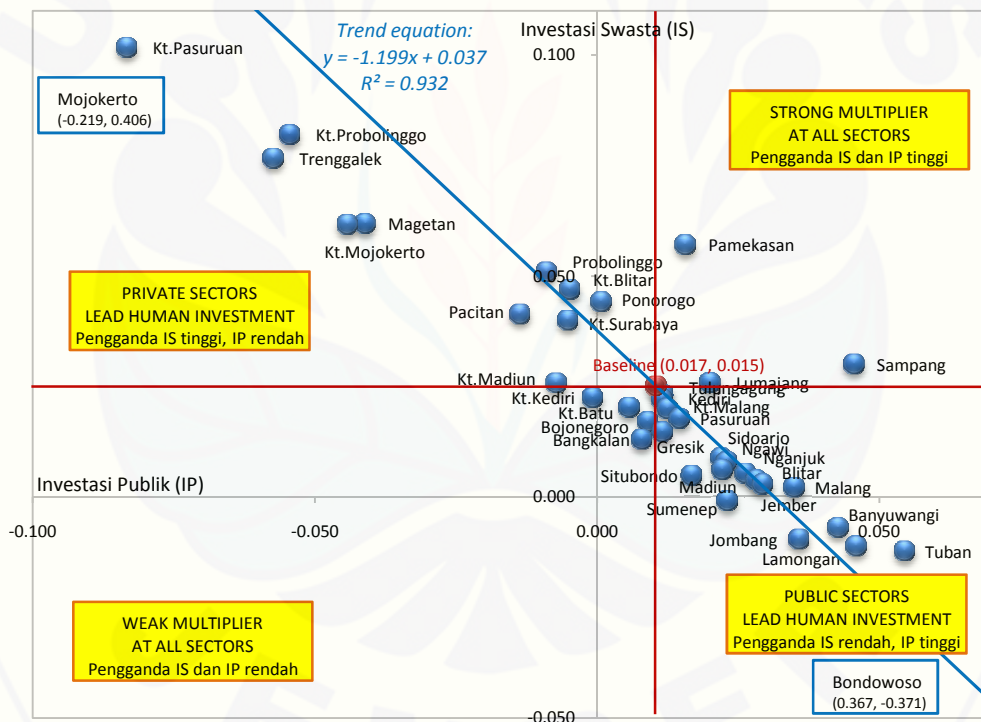 Investasi Swasta (IS)
Trend equation:
y = -1.199x + 0.037
R² = 0.932
Kt.Pasuruan
0.100
Mojokerto
(-0.219, 0.406)
STRONG MULTIPLIER
AT ALL SECTORS
Pengganda IS dan IP tinggi
Kt.Probolinggo
Trenggalek
Magetan
Kt.Mojokerto
Pamekasan
Probolinggo
0.050
Kt.Blitar
Ponorogo
PRIVATE SECTORS
LEAD HUMAN INVESTMENT
Pengganda IS tinggi, IP rendah
Pacitan
Kt.Surabaya
Baseline (0.017, 0.015)
Sampang
Kt.Madiun
Lumajang
Tulungagung
Kt.Kediri
Kediri
Kt.Batu
Kt.Malang
Bojonegoro
Pasuruan
Bangkalan
Sidoarjo
Gresik
Ngawi
Nganjuk
Situbondo
Blitar
Investasi Publik (IP)
Madiun
Malang
0.000
Sumenep
Jember
Banyuwangi
-0.100
-0.050
0.000
0.050
Jombang
Lamongan
Tuban
WEAK MULTIPLIER
AT ALL SECTORS
Pengganda IS dan IP rendah
PUBLIC SECTORS
LEAD HUMAN INVESTMENT
Pengganda IS rendah, IP tinggi
Bondowoso
(0.367, -0.371)
-0.050